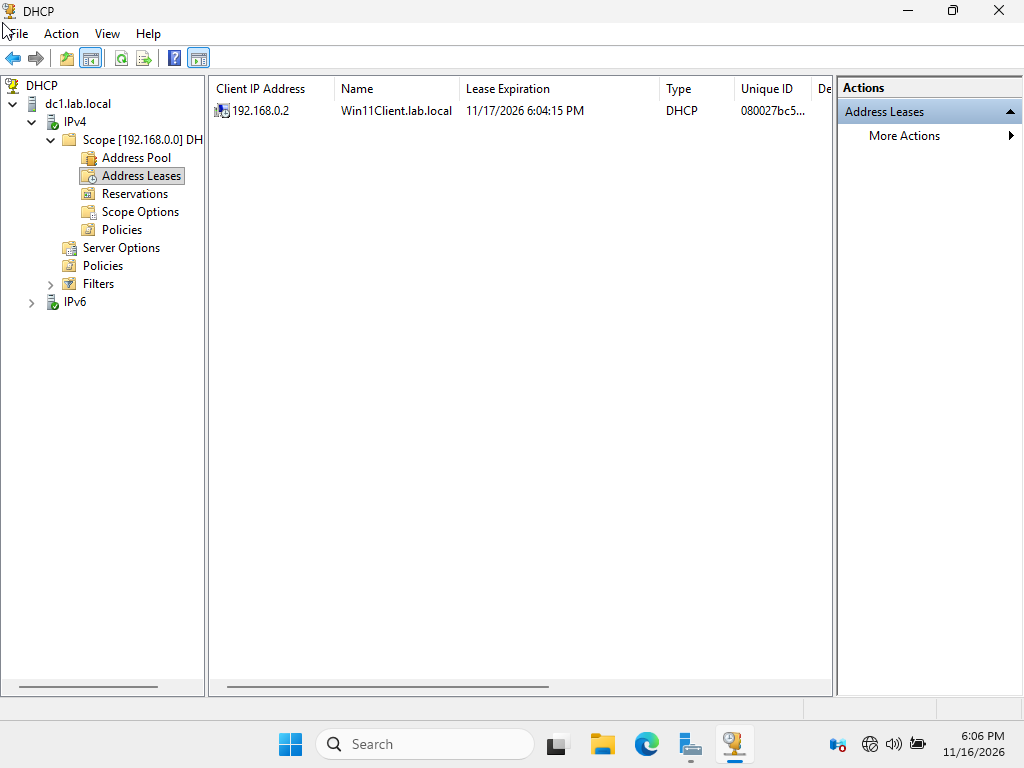 DHCP
File Action View Help
DHCP
dc1.lab.local
IPv4
Scope [192.168.0.0] DH
Address Pool
Address Leases
Reservations
Scope Options
Policies
Server Options
Policies
Filters
IPv6
Client IP Address Name Lease Expiration Type Unique ID De
192.168.0.2 Win11Client.lab.local 11/17/2026 6:04:15 PM DHCP 080027bc5...
Actions
Address Leases
More Actions
Search
6:06 PM
11/16/2026